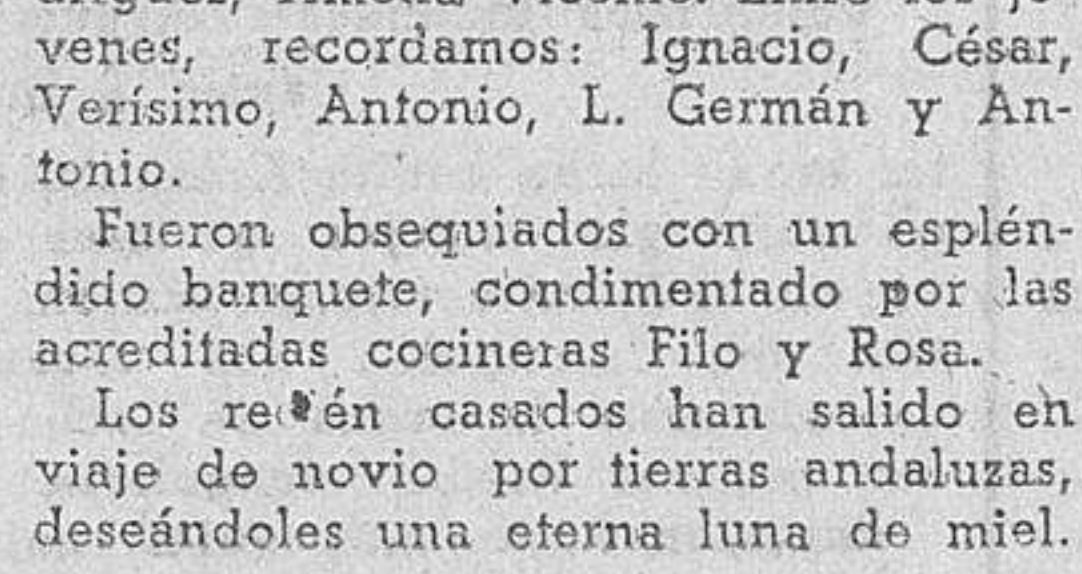 venes, recordamos: Ignacio, César,
Verísimo, Antonio, L. Germán y An-
tonio.
Fueron obsequiados con un esplén-
dido banquete, condimentado por las
acreditadas cocineras Filo y Rosa.
Los recién casados han salido en
viaje de novio por tierras andaluzas,
deseándoles una eterna luna de miel.